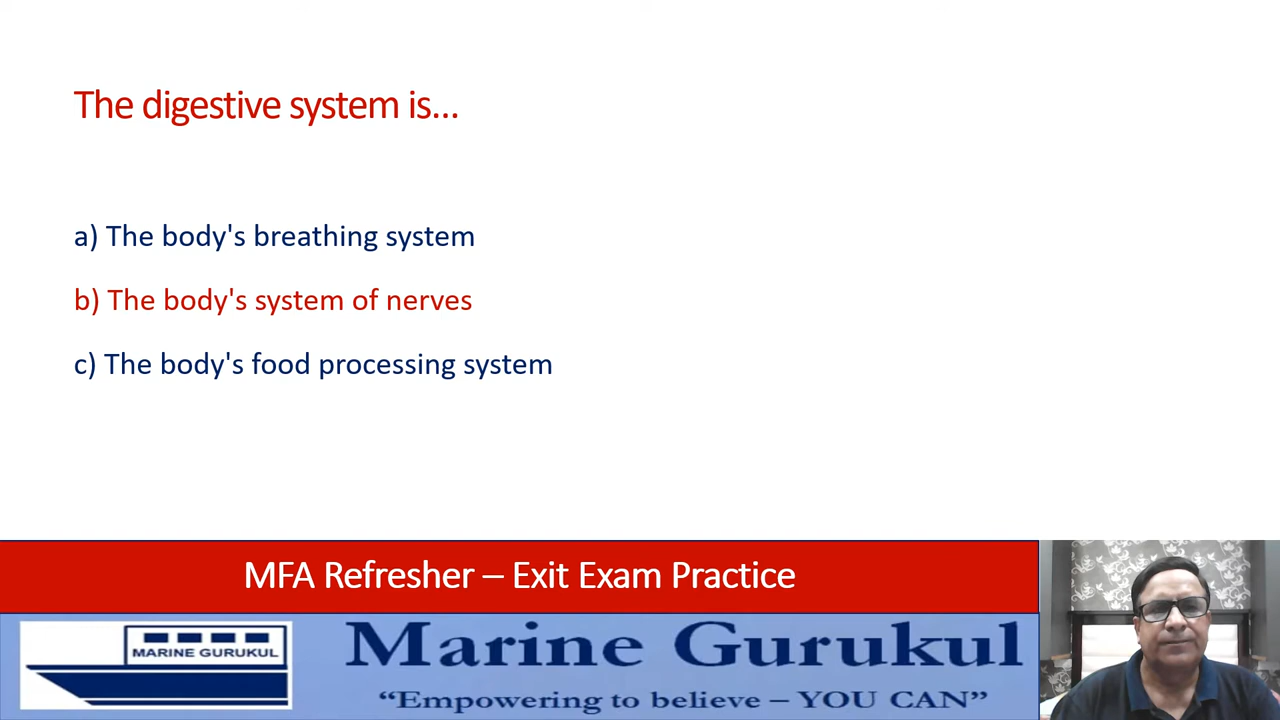 The digestive system is...
a) The body's breathing system
b) The body's system of nerves
c) The body's food processing system
MFA Refresher – Exit Exam Practice
MARINE GURUKUL
Marine Gurukul
“Empowering to believe – YOU CAN”